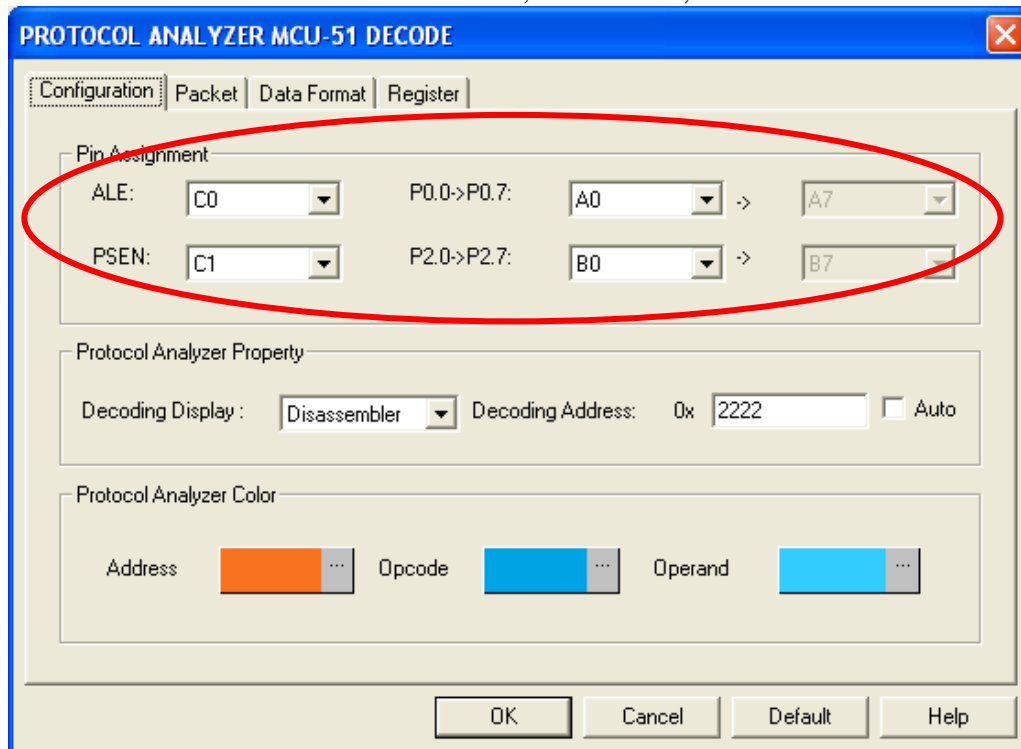 PROTOCOL ANALYZER MCU-51 DECODE
Configuration Packet Data Format Register
Pin Assignment
ALE: C0 P0.0->P0.7: A0 -> A7
PSEN: C1 P2.0->P2.7: B0 -> B7
Protocol Analyzer Property
Decoding Display : Disassembler Decoding Address: 0x 2222 Auto
Protocol Analyzer Color
Address ... Opcode ... Operand ...
OK Cancel Default Help